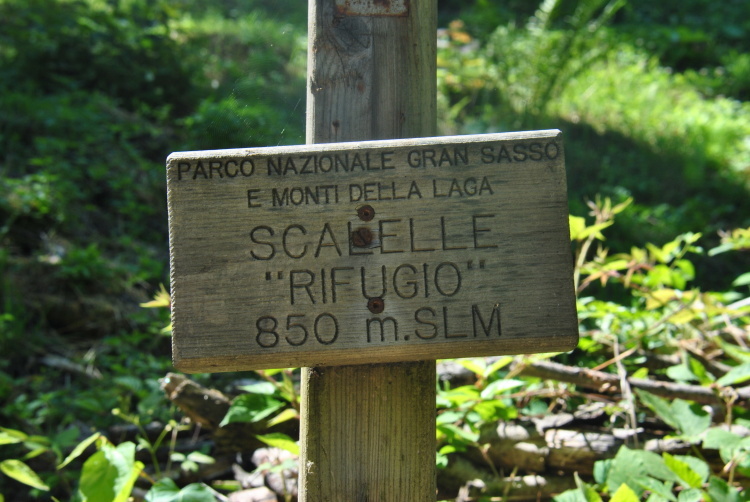 PARCO NAZIONALE GRAN SASSO
E MONTI DELLA LAGA
SCALELLE
"RIFUGIO"
850 m.SLM